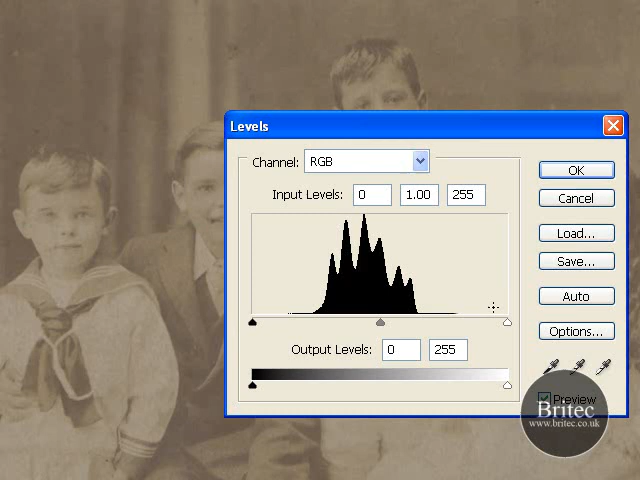 Levels
Channel: RGB
Input Levels: 0 1.00 255
Output Levels: 0 255
OK
Cancel
Load...
Save...
Auto
Options...
Preview
Britec
www.britec.co.uk